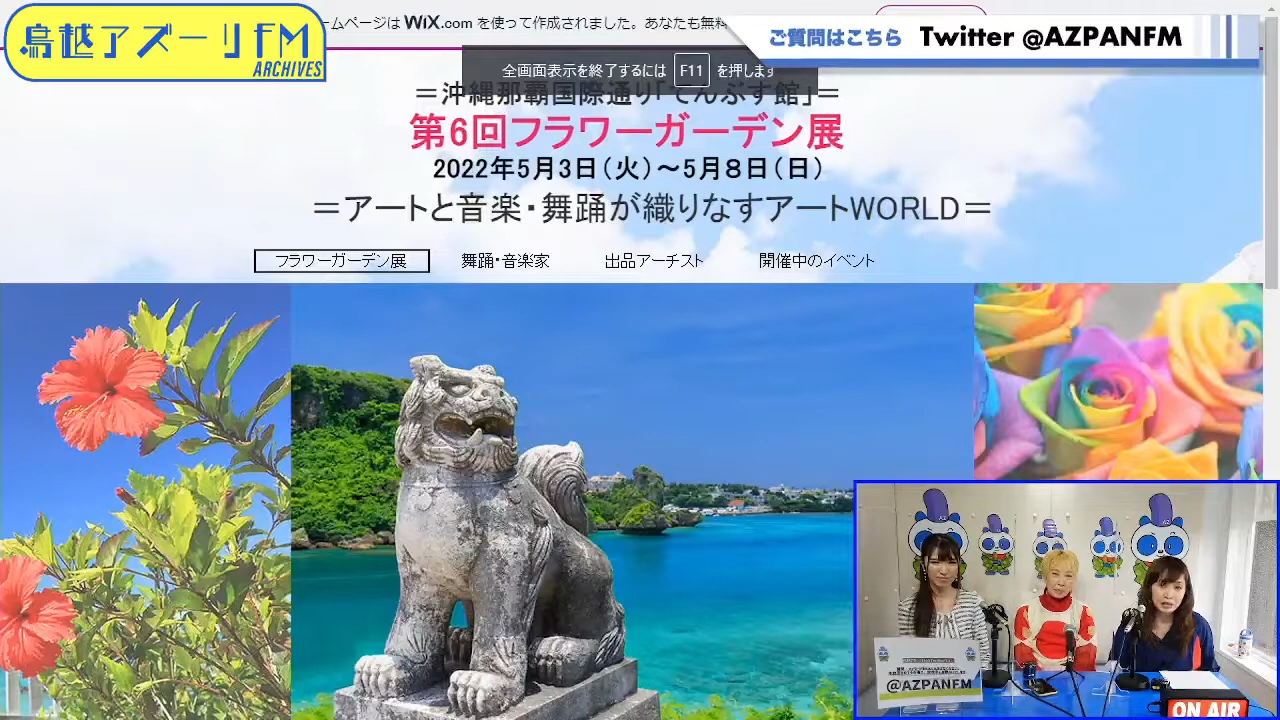 鳥越アズーリFM
ARCHIVES
ームページは WiX.com を使って作成されました。あなたも無料
ご質問はこちら Twitter @AZPANFM
全画面表示を終了するには F11 を押します
=沖縄那覇国際通り「てんぶす館」=
第6回フラワーガーデン展
2022年5月3日(火)~5月8日(日)
=アートと音楽・舞踊が織りなすアートWORLD=
フラワーガーデン展 舞踊・音楽家 出品アーチスト 開催中のイベント
@AZPANFM
ON AIR